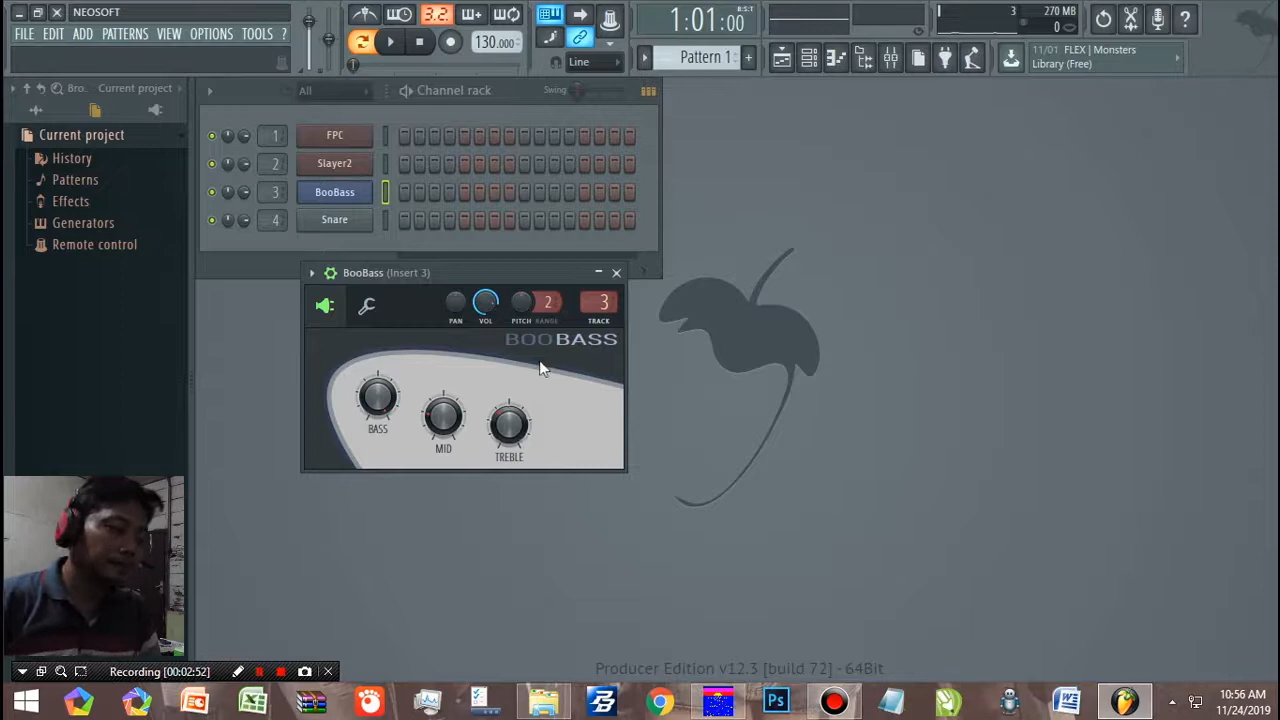 NEOSOFT
FILE EDIT ADD PATTERNS VIEW OPTIONS TOOLS ?
3.2.
130.000
1:01:00
B:S:T
3
270 MB
0
Line
Pattern 1
11/01 FLEX | Monsters
Library (Free)
Bro.. Current project
Current project
History
Patterns
Effects
Generators
Remote control
All
Channel rack
Swing
1 FPC
2 Slayer2
3 BooBass
4 Snare
BooBass (Insert 3)
2
3
PAN VOL PITCH RANGE TRACK
BOOBASS
BASS
MID
TREBLE
Producer Edition v12.3 [build 72] - 64Bit
Recording [00:02:52]
Ps
10:56 AM
11/24/2019